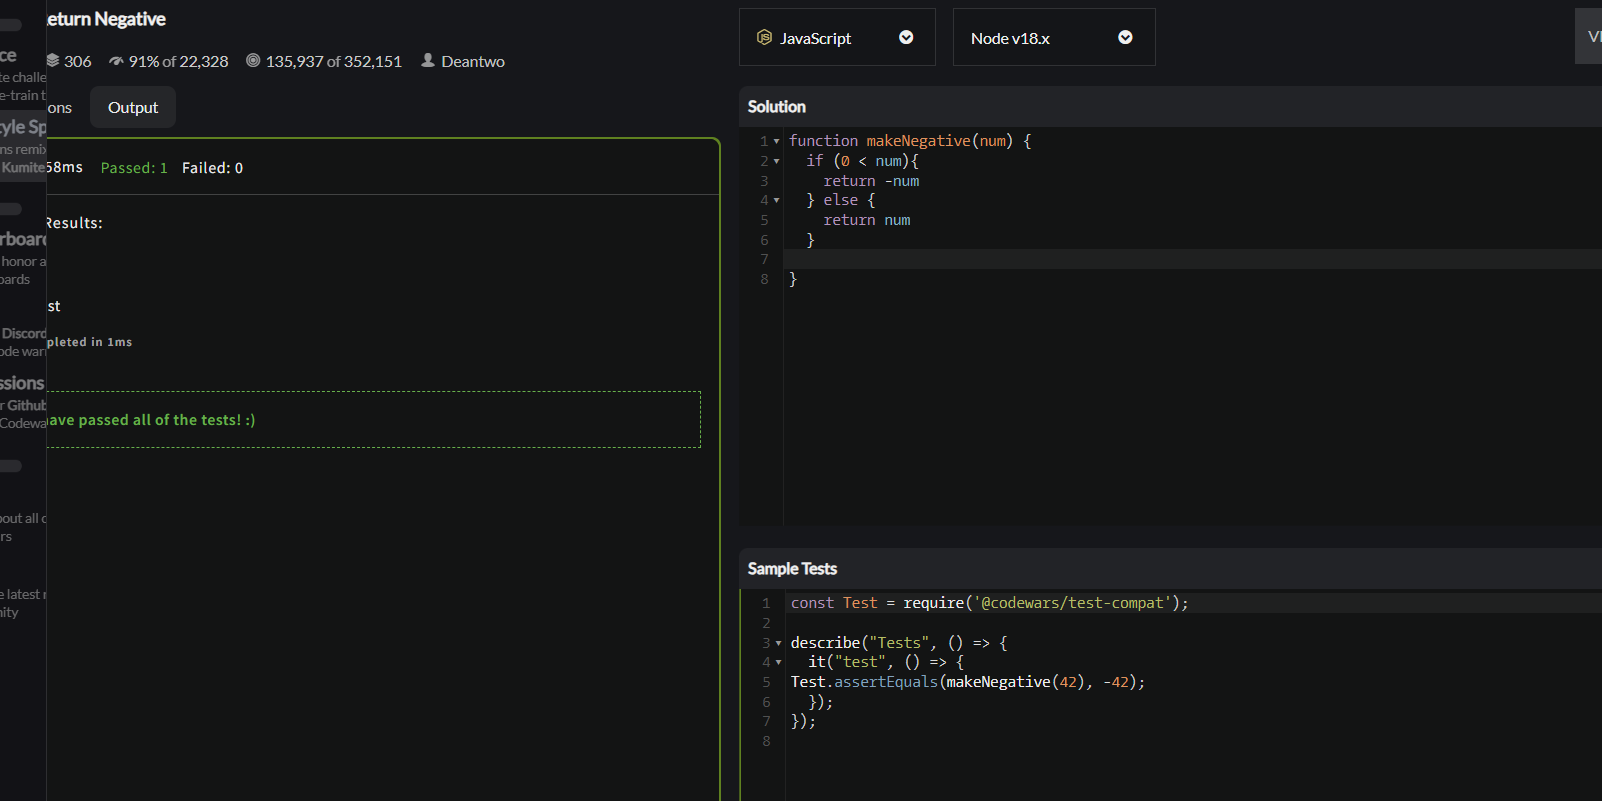 eturn Negative
306 91% of 22,328 135,937 of 352,151 Deantwo
ons Output
58ms Passed: 1 Failed: 0
Results:
st
pleted in 1ms
ave passed all of the tests! :)
ce
te challe
e-train t
tyle Sp
ns remix
Kumite
rboard
honor a
oards
Discord
ode warr
ssions
r Github
Codewa
bout all c
rs
e latest r
nity
JavaScript
Node v18.x
VI
Solution
1 function makeNegative(num) {
2 if (0 < num){
3 return -num
4 } else {
5 return num
6 }
7
8 }
Sample Tests
1 const Test = require('@codewars/test-compat');
2
3 describe("Tests", () => {
4 it("test", () => {
5 Test.assertEquals(makeNegative(42), -42);
6 });
7 });
8